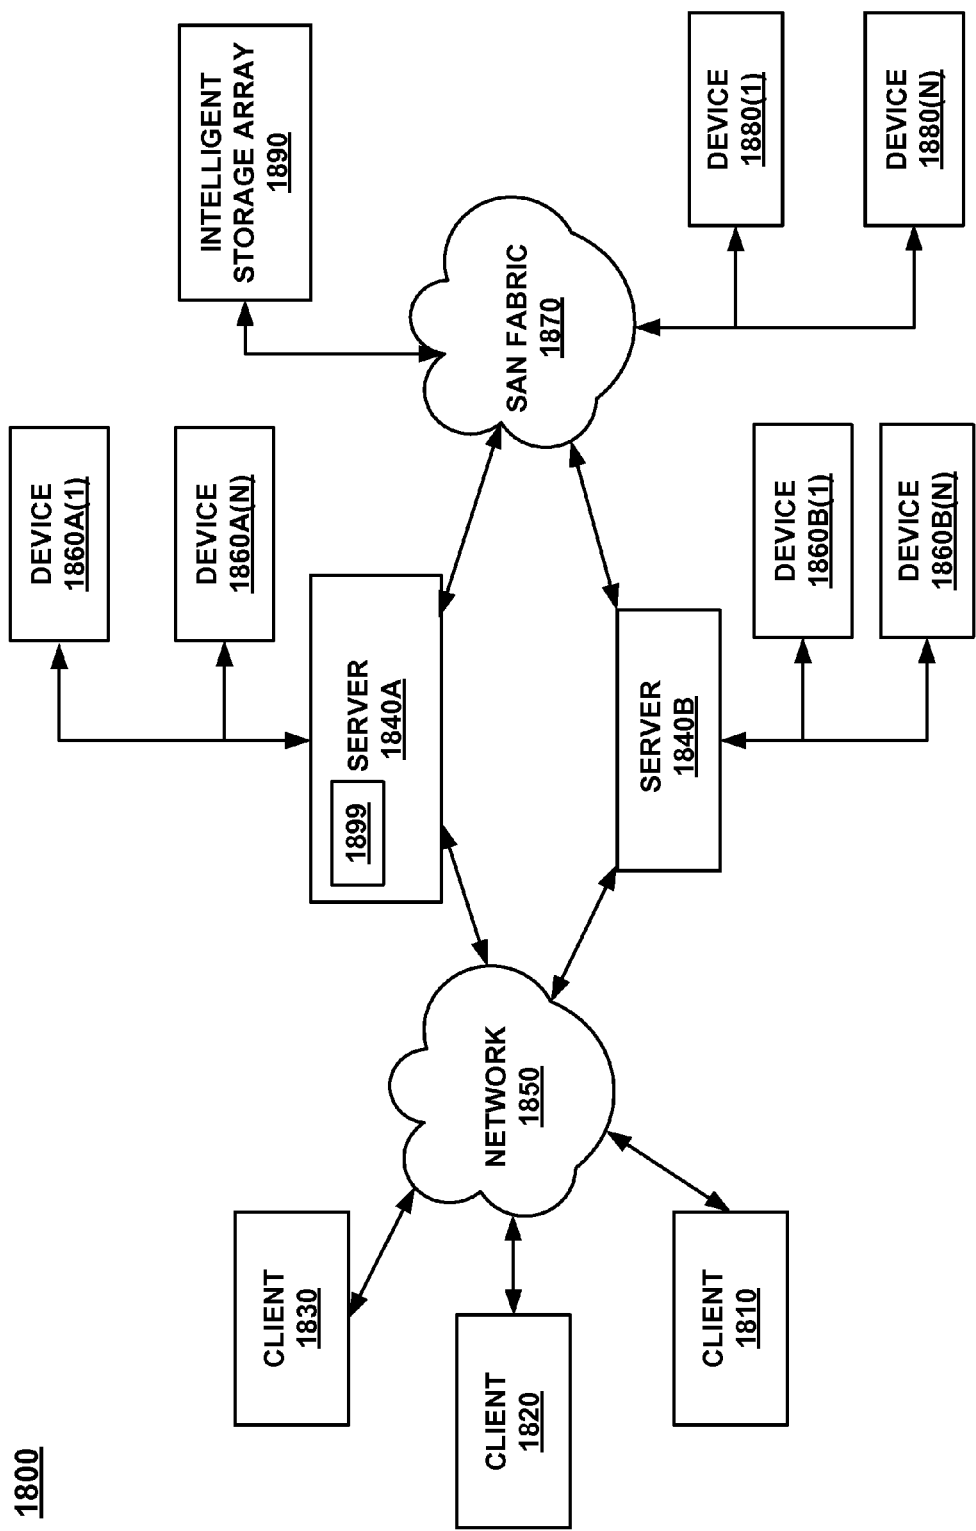 1800
CLIENT
1830
CLIENT
1820
CLIENT
1810
NETWORK
1850
1899
SERVER
1840A
SERVER
1840B
DEVICE
1860A(1)
DEVICE
1860A(N)
DEVICE
1860B(1)
DEVICE
1860B(N)
SAN FABRIC
1870
INTELLIGENT
STORAGE ARRAY
1890
DEVICE
1880(1)
DEVICE
1880(N)